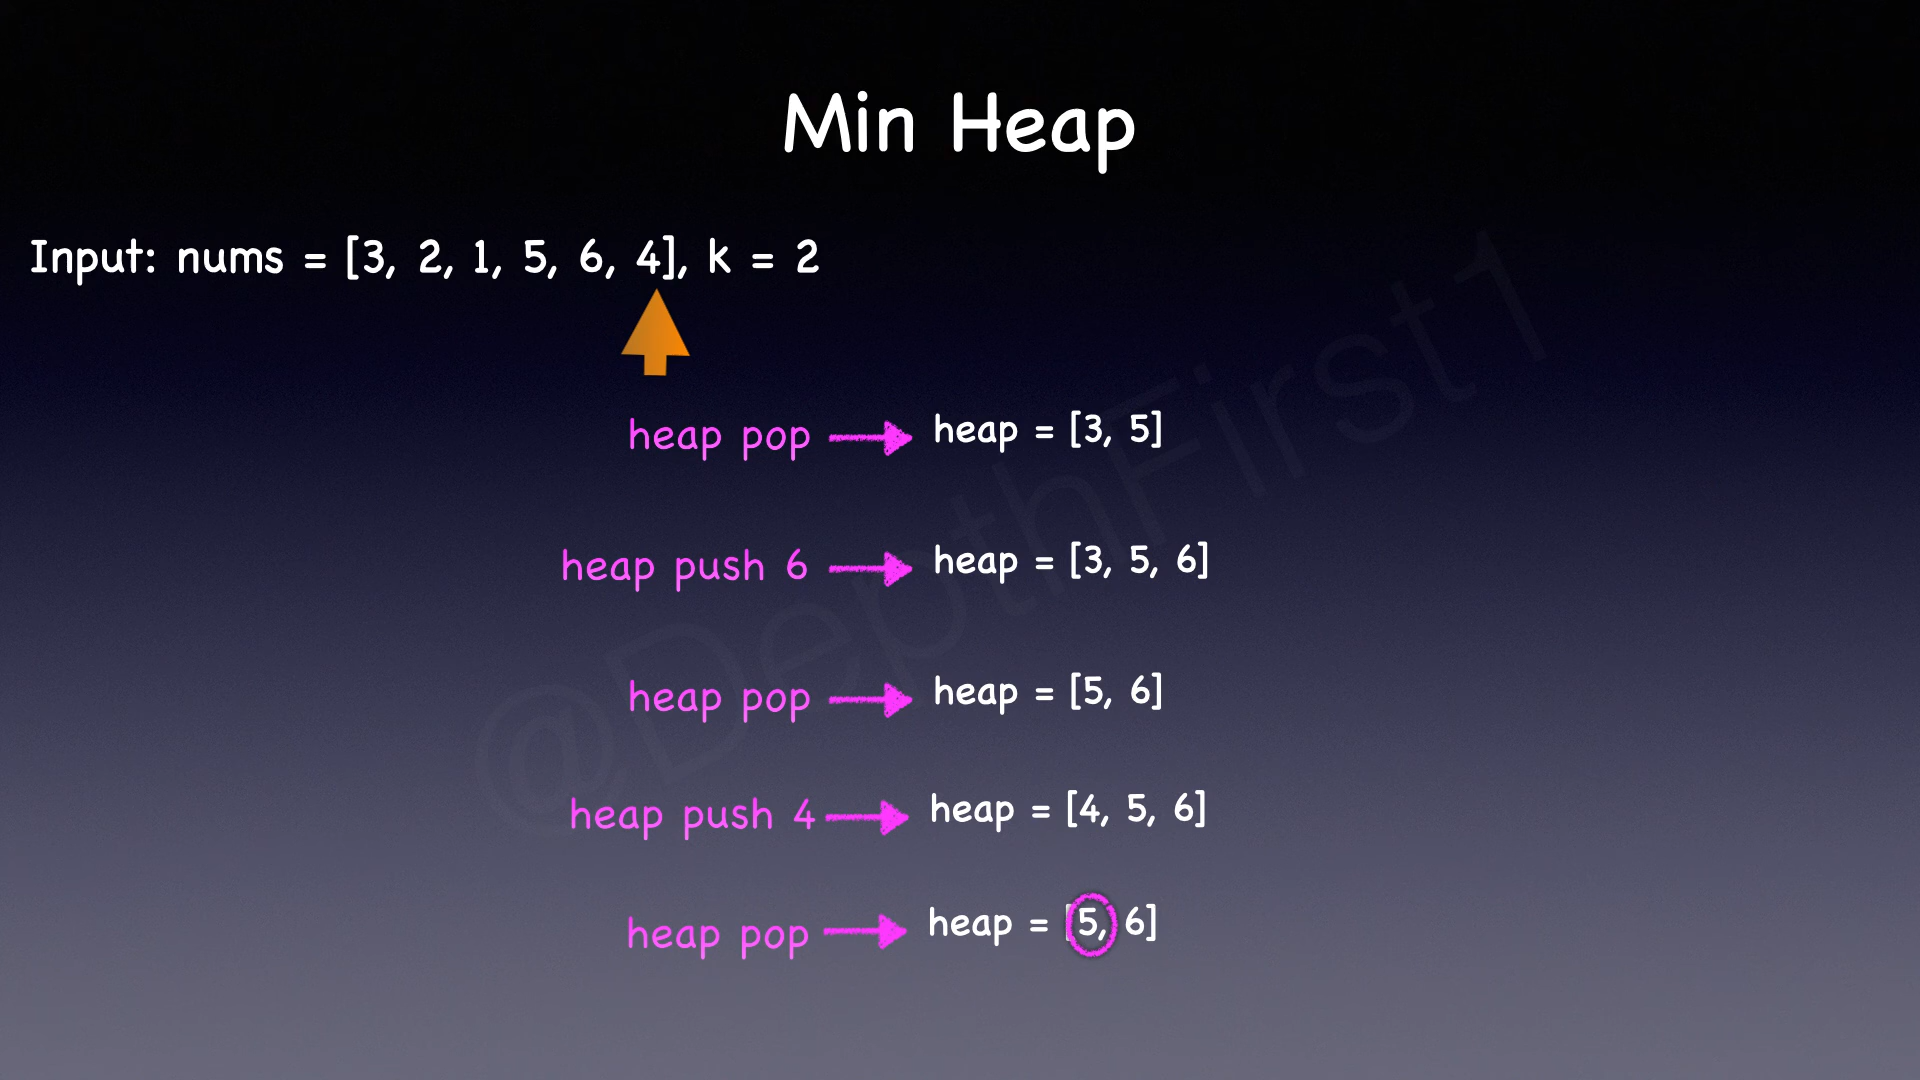 Min Heap
Input: nums = [3, 2, 1, 5, 6, 4], k = 2
heap pop heap = [3, 5]
heap push 6 heap = [3, 5, 6]
heap pop heap = [5, 6]
heap push 4 heap = [4, 5, 6]
heap pop heap = [5, 6]
@DepthFirst1